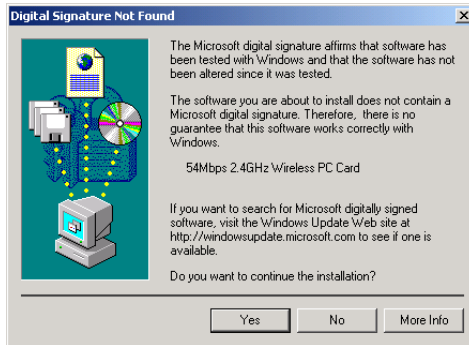 Digital Signature Not Found
The Microsoft digital signature affirms that software has
been tested with Windows and that the software has not
been altered since it was tested.
The software you are about to install does not contain a
Microsoft digital signature. Therefore, there is no
guarantee that this software works correctly with
Windows.
54Mbps 2.4GHz Wireless PC Card
If you want to search for Microsoft digitally signed
software, visit the Windows Update Web site at
http://windowsupdate.microsoft.com to see if one is
available.
Do you want to continue the installation?
Yes No More Info